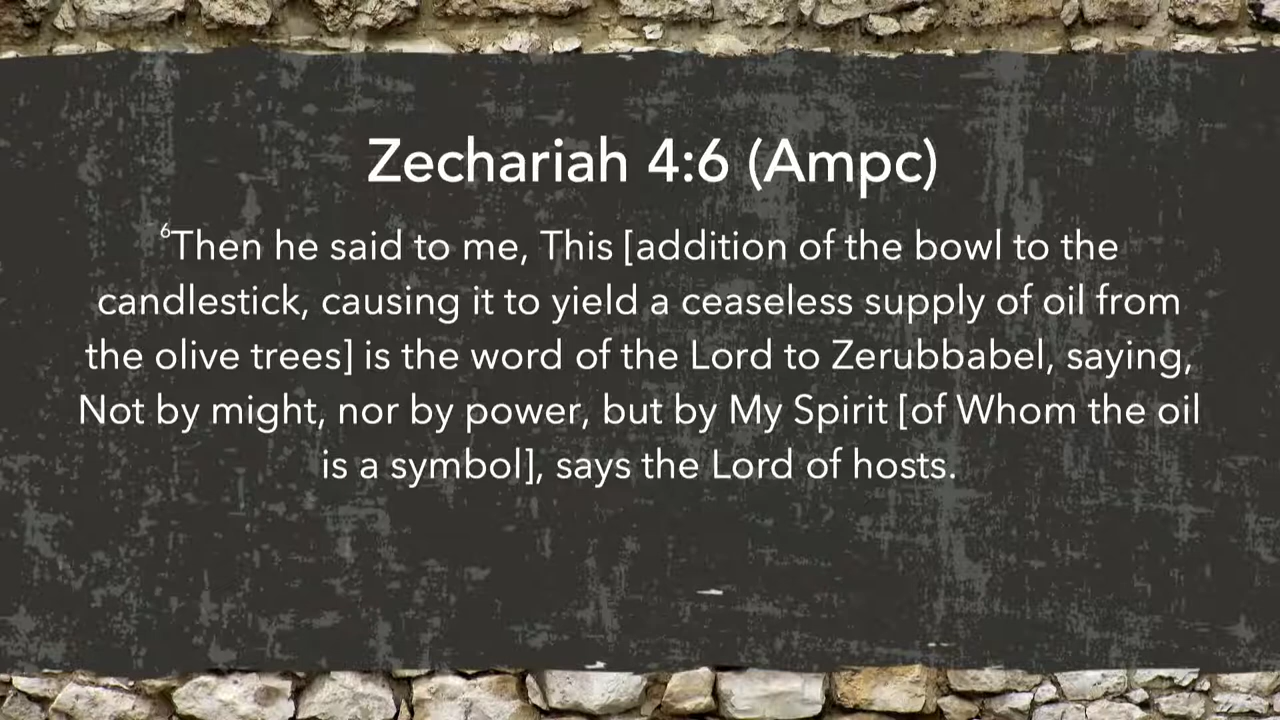 Zechariah 4:6 (Ampc)
⁶Then he said to me, This [addition of the bowl to the
candlestick, causing it to yield a ceaseless supply of oil from
the olive trees] is the word of the Lord to Zerubbabel, saying,
Not by might, nor by power, but by My Spirit [of Whom the oil
is a symbol], says the Lord of hosts.